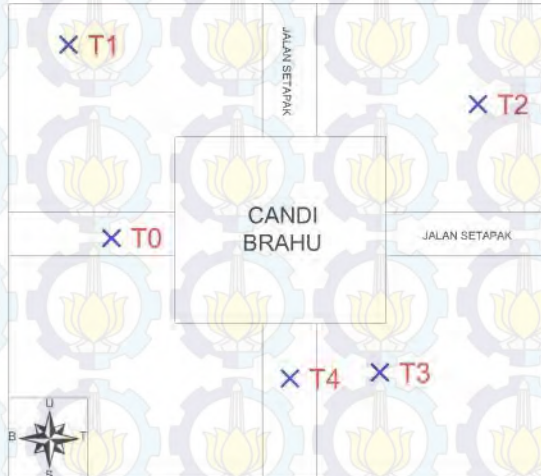 T1
JALAN SETAPAK
T2
CANDI
BRAHU
T0
JALAN SETAPAK
T4
T3
U
B
T
S